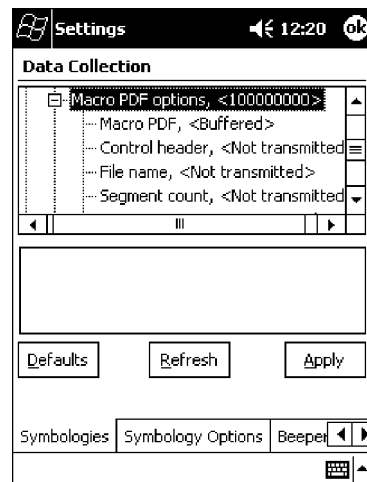 Settings 12:20 ok
Data Collection
Macro PDF options, <100000000>
Macro PDF, <Buffered>
Control header, <Not transmitted
File name, <Not transmitted>
Segment count, <Not transmitted
Defaults Refresh Apply
Symbologies Symbology Options Beeper